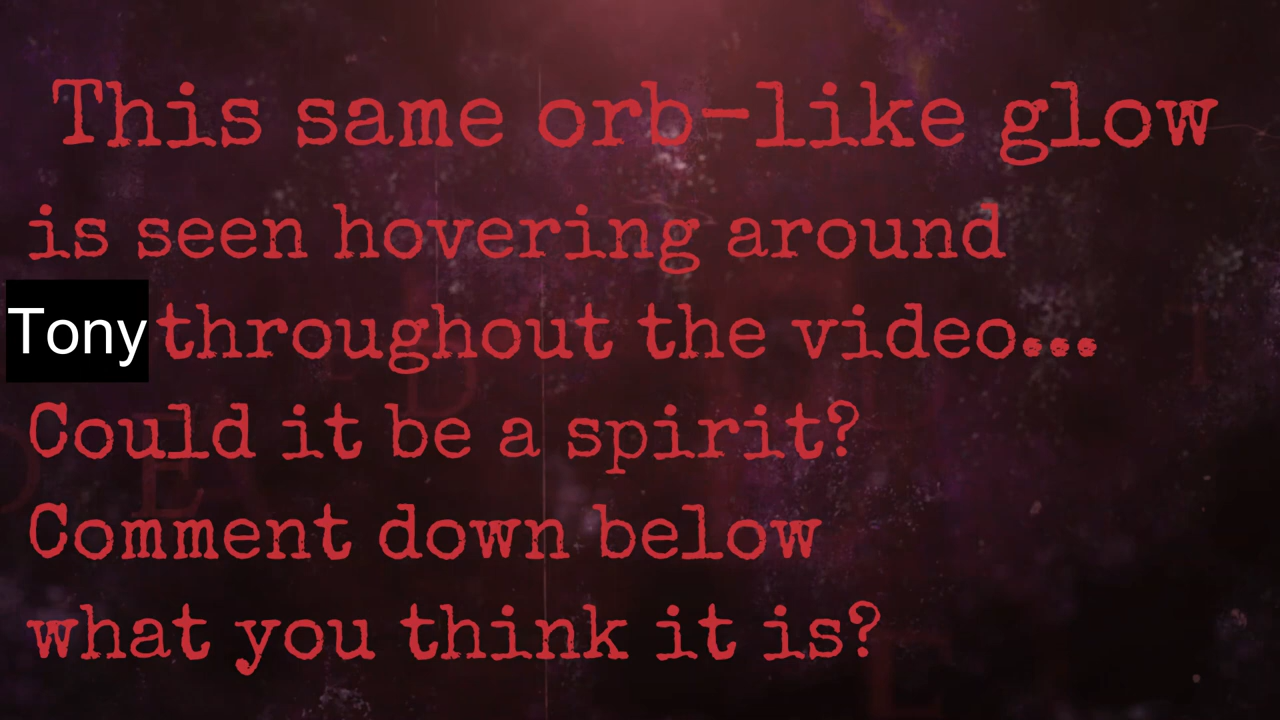 This same orb-like glow
is seen hovering around
Tony throughout the video...
Could it be a spirit?
Comment down below
what you think it is?